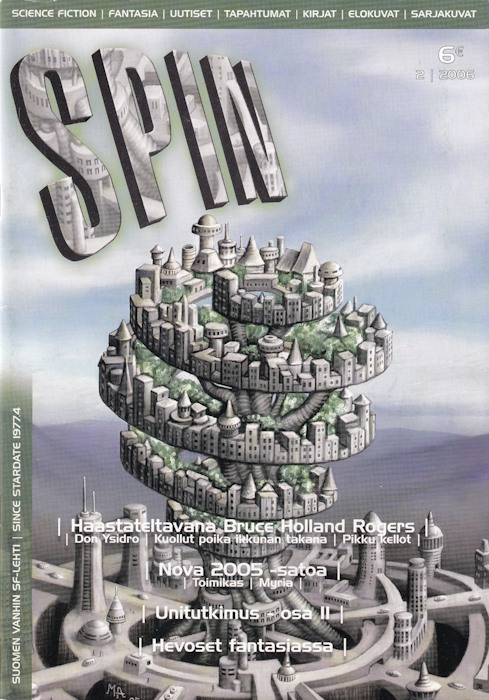 SCIENCE FICTION | FANTASIA | UUTISET | TAPAHTUMAT | KIRJAT | ELOKUVAT | SARJAKUVAT
6€
2 | 2006
SPIN
SUOMEN VANHIN SF-LEHTI | SINCE STARDATE 1977.4
| Haastateltavana Bruce Holland Rogers |
| Don Ysidro | Kuollut poika ikkunan takana | Pikku kellot |
| Nova 2005 -satoa |
| Toimikas | Myria |
| Unitutkimus - osa II |
| Hevoset fantasiassa |
MA